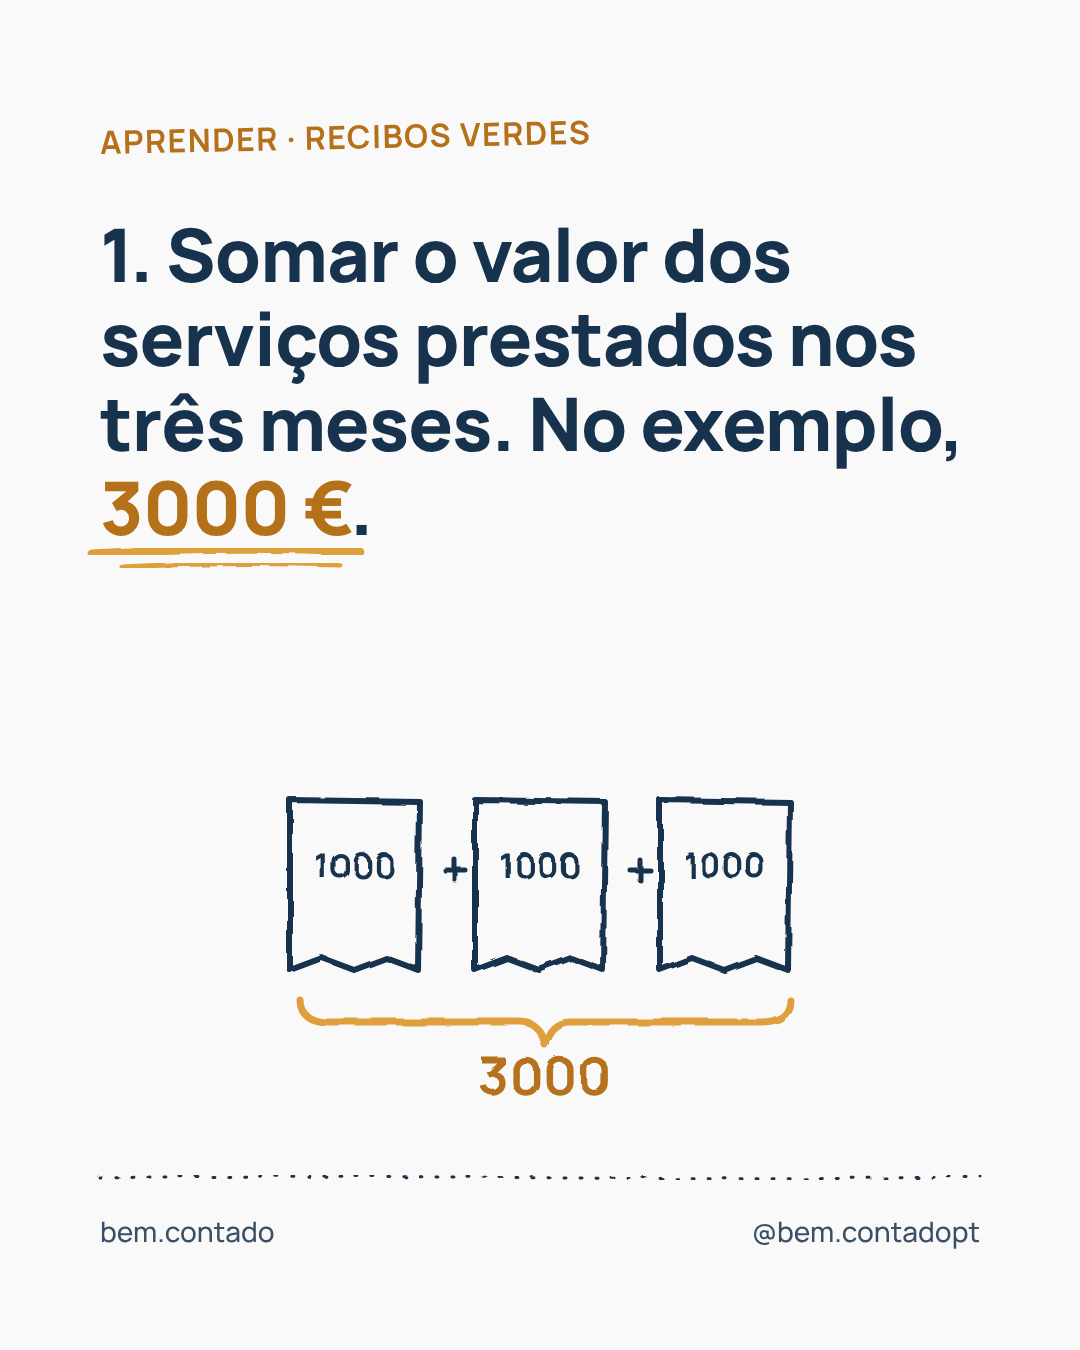 APRENDER · RECIBOS VERDES
1. Somar o valor dos
serviços prestados nos
três meses. No exemplo,
3000 €.
1000 + 1000 + 1000
3000
bem.contado
@bem.contadopt